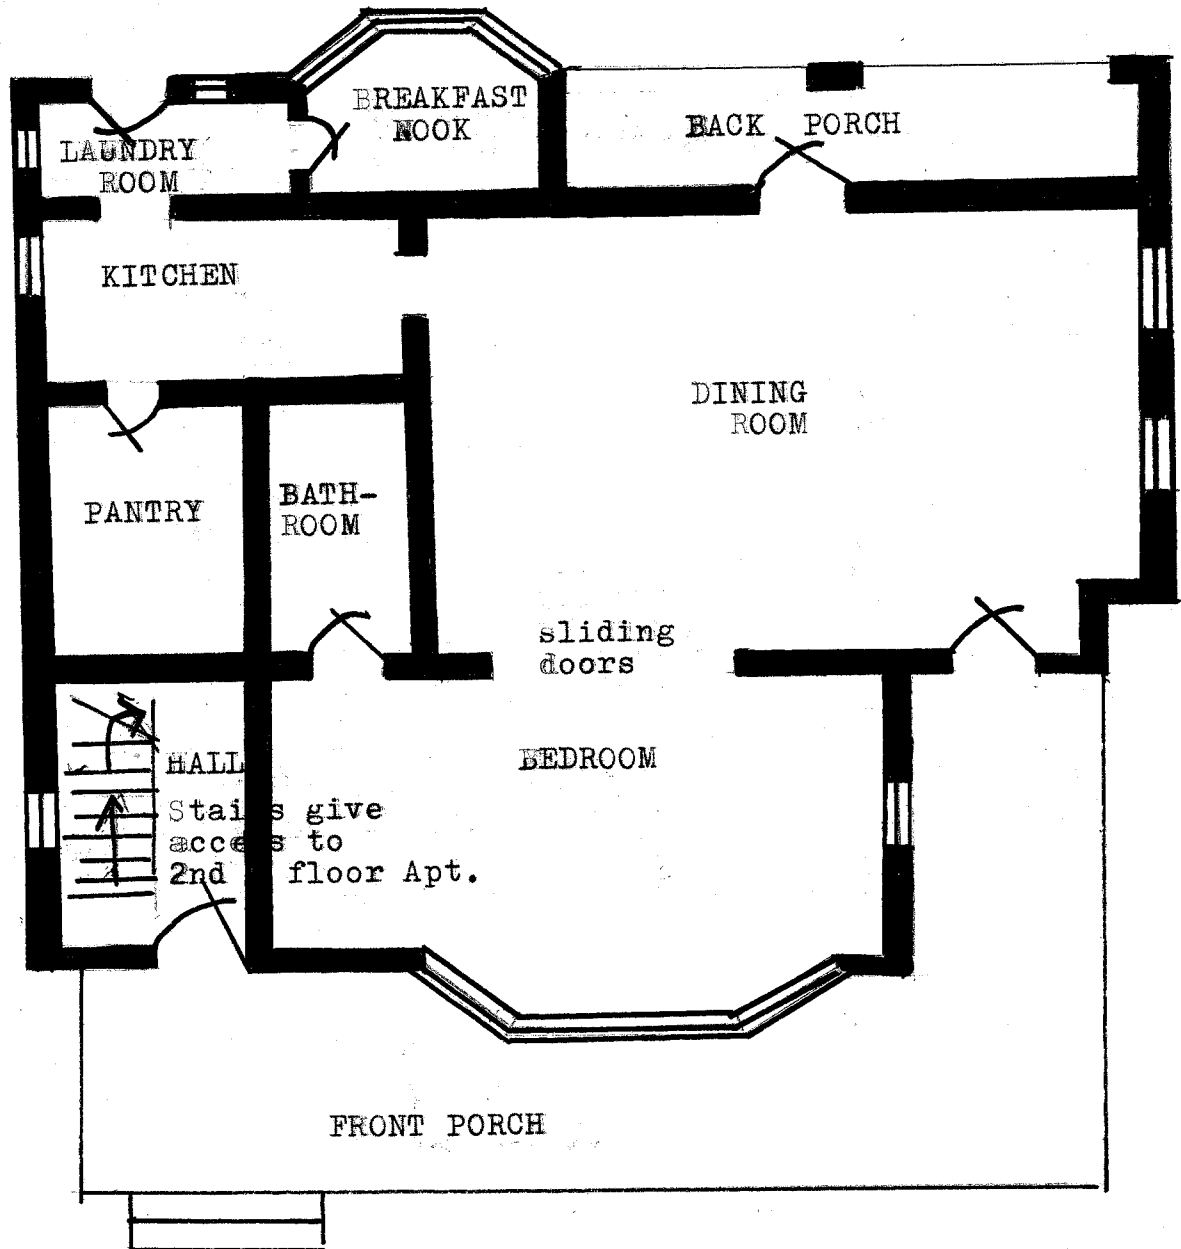 BREAKFAST
NOOK
BACK PORCH
LAUNDRY
ROOM
KITCHEN
DINING
ROOM
PANTRY
BATH-
ROOM
sliding
doors
BEDROOM
HALL
Stairs give
access to
2nd floor Apt.
FRONT PORCH